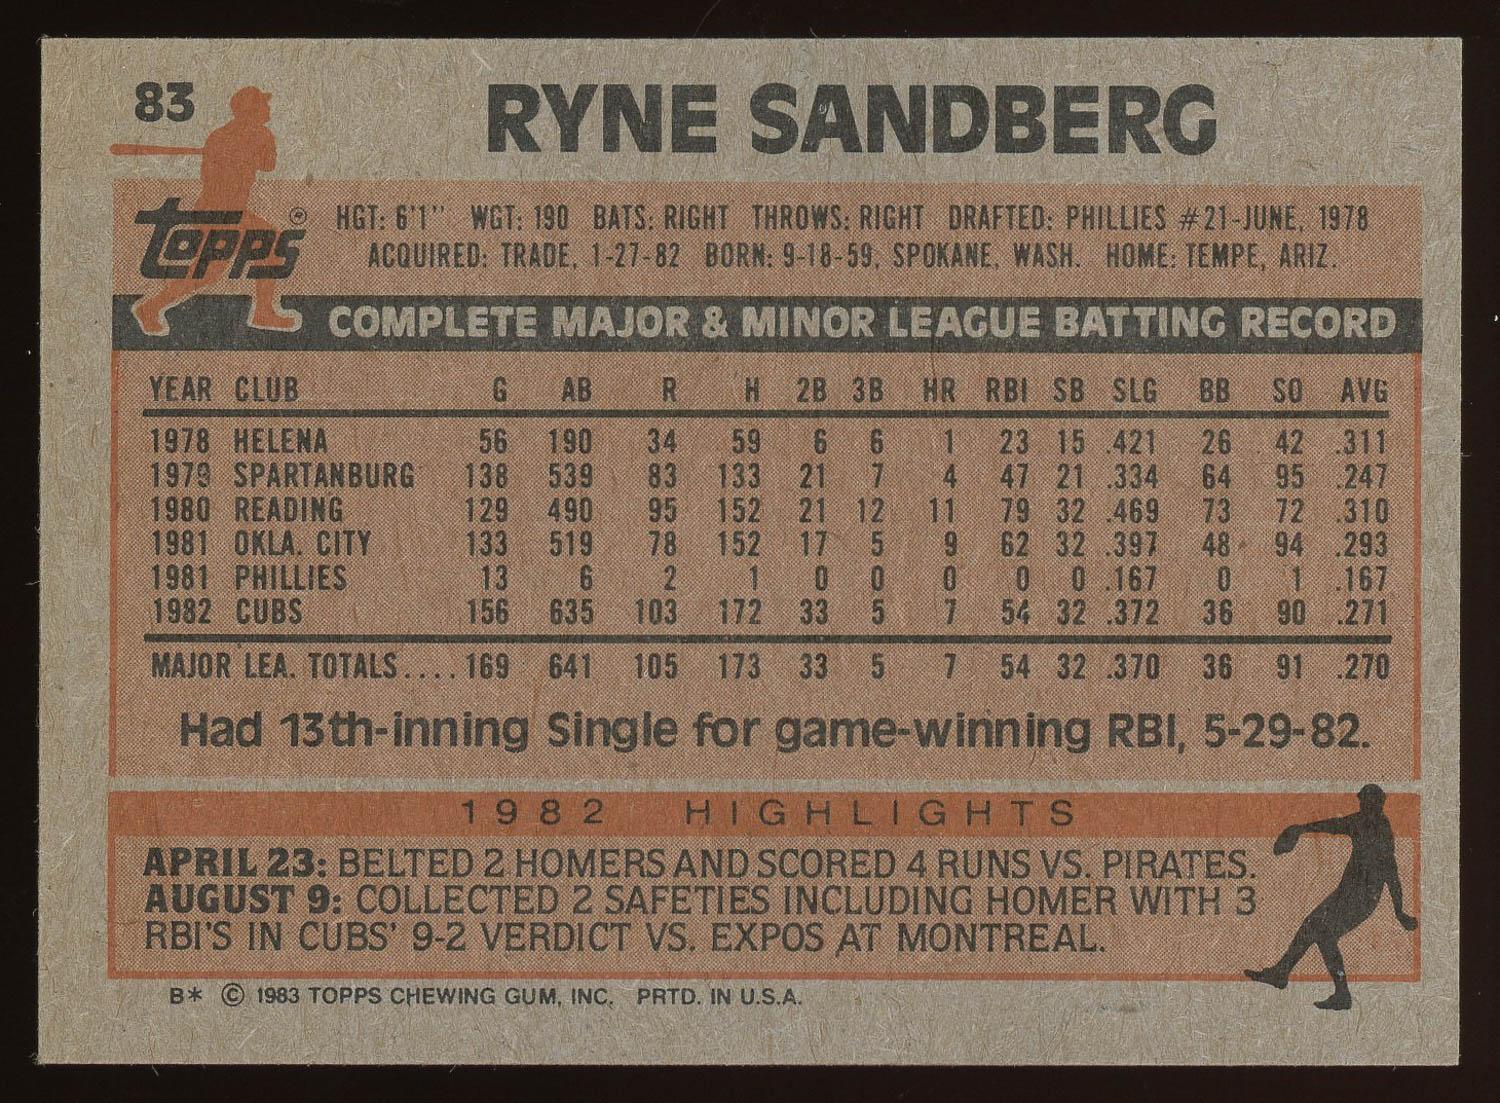 83
RYNE SANDBERG
Topps®
HGT: 6'1" WGT: 190 BATS: RIGHT THROWS: RIGHT DRAFTED: PHILLIES #21-JUNE, 1978
ACQUIRED: TRADE, 1-27-82 BORN: 9-18-59, SPOKANE, WASH. HOME: TEMPE, ARIZ.
COMPLETE MAJOR & MINOR LEAGUE BATTING RECORD
YEAR CLUB G AB R H 2B 3B HR RBI SB SLG BB SO AVG
1978 HELENA 56 190 34 59 6 6 1 23 15 .421 26 42 .311
1979 SPARTANBURG 138 539 83 133 21 7 4 47 21 .334 64 95 .247
1980 READING 129 490 95 152 21 12 11 79 32 .469 73 72 .310
1981 OKLA. CITY 133 519 78 152 17 5 9 62 32 .397 48 94 .293
1981 PHILLIES 13 6 2 1 0 0 0 0 0 .167 0 1 .167
1982 CUBS 156 635 103 172 33 5 7 54 32 .372 36 90 .271
MAJOR LEA. TOTALS.... 169 641 105 173 33 5 7 54 32 .370 36 91 .270
Had 13th-inning Single for game-winning RBI, 5-29-82.
1982 HIGHLIGHTS
APRIL 23: BELTED 2 HOMERS AND SCORED 4 RUNS VS. PIRATES.
AUGUST 9: COLLECTED 2 SAFETIES INCLUDING HOMER WITH 3
RBI'S IN CUBS' 9-2 VERDICT VS. EXPOS AT MONTREAL.
B* © 1983 TOPPS CHEWING GUM, INC. PRTD. IN U.S.A.